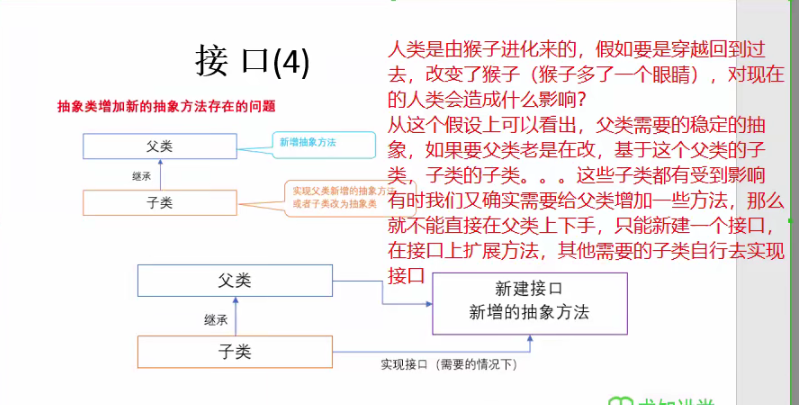 接 口(4)
抽象类增加新的抽象方法存在的问题
父类
新增抽象方法
继承
子类
实现父类新增的抽象方法
或者子类改为抽象类
人类是由猴子进化来的，假如要是穿越回到过
去，改变了猴子（猴子多了一个眼睛），对现在
的人类会造成什么影响？
从这个假设上可以看出，父类需要的稳定的抽
象，如果要父类老是在改，基于这个父类的子
类，子类的子类。。。这些子类都有受到影响
有时我们又确实需要给父类增加一些方法，那么
就不能直接在父类上下手，只能新建一个接口，
在接口上扩展方法，其他需要的子类自行去实现
接口
父类
新建接口
新增的抽象方法
继承
子类
实现接口（需要的情况下）